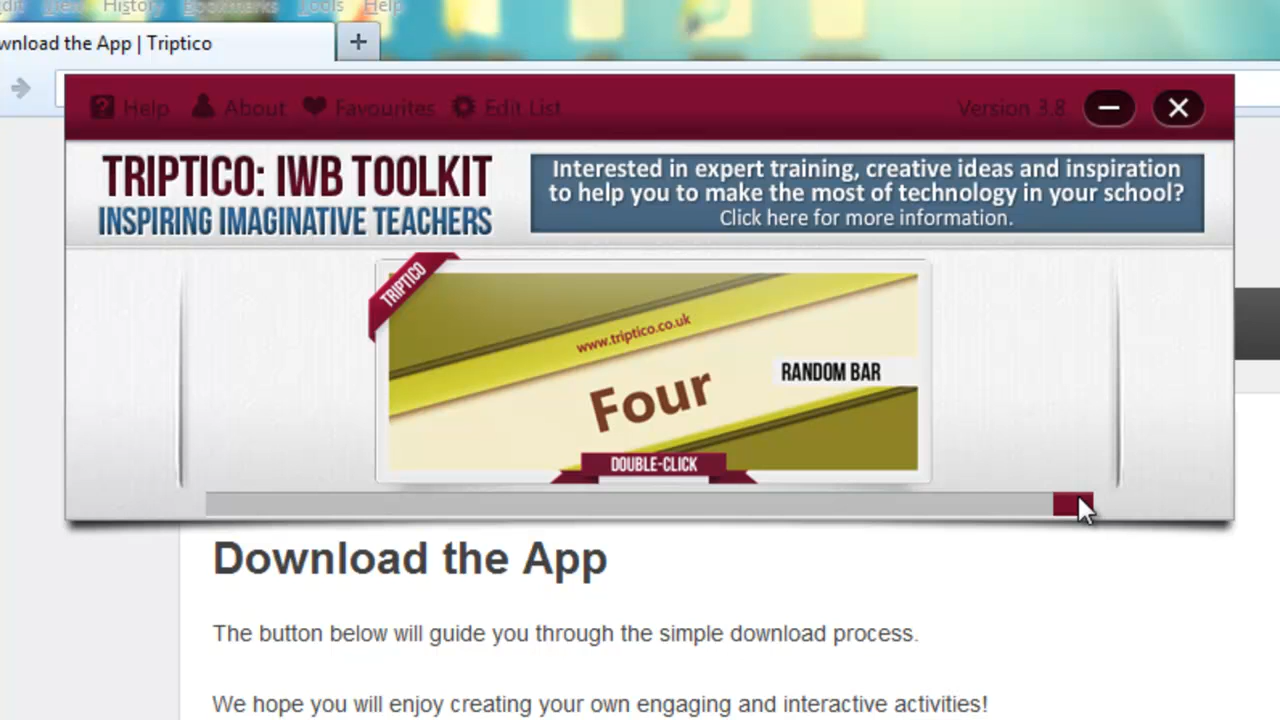 History Bookmarks Tools Help
wnload the App | Triptico
+
Help About Favourites Edit List Version 3.8
TRIPTICO: IWB TOOLKIT
INSPIRING IMAGINATIVE TEACHERS
Interested in expert training, creative ideas and inspiration
to help you to make the most of technology in your school?
Click here for more information.
TRIPTICO
www.triptico.co.uk
RANDOM BAR
Four
DOUBLE-CLICK
Download the App
The button below will guide you through the simple download process.
We hope you will enjoy creating your own engaging and interactive activities!